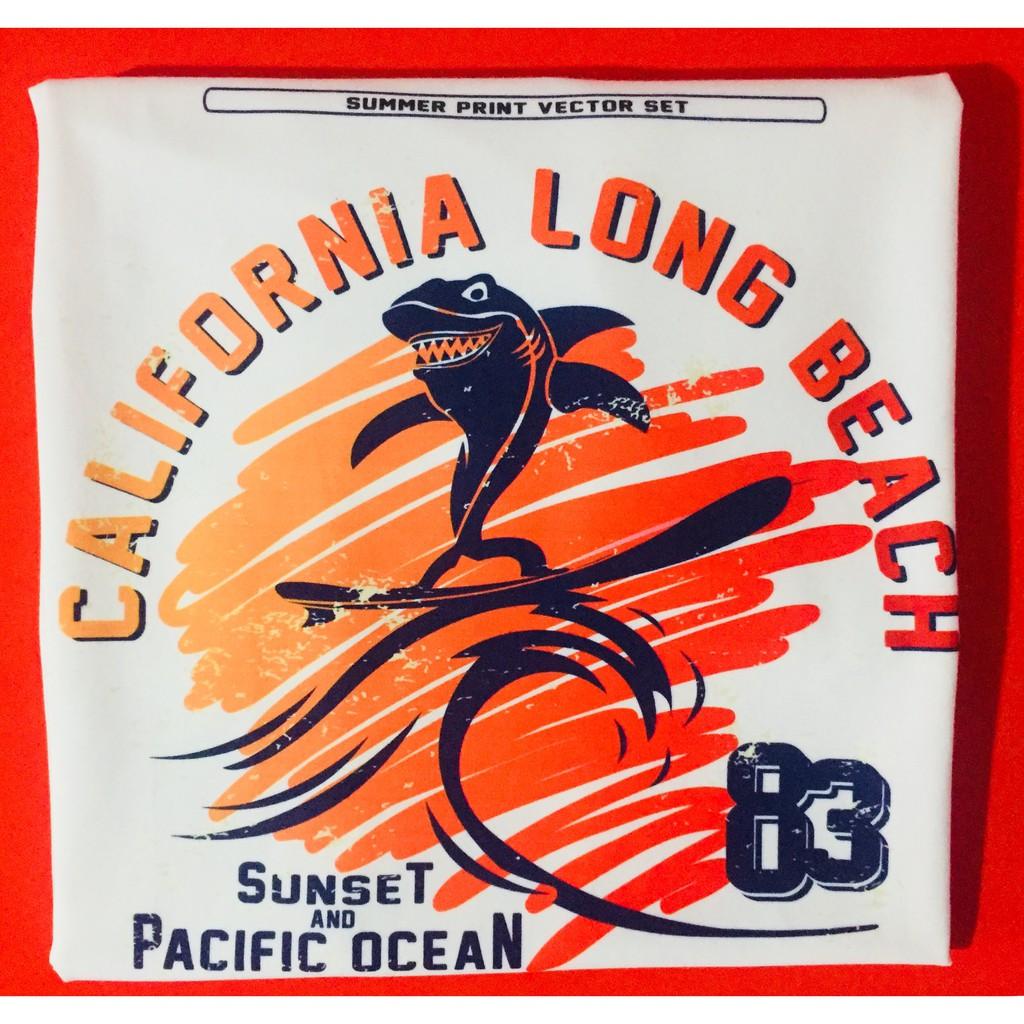 SUMMER PRINT VECTOR SET
CALIFORNIA LONG BEACH
83
SUNSET
AND
PACIFIC OCEAN